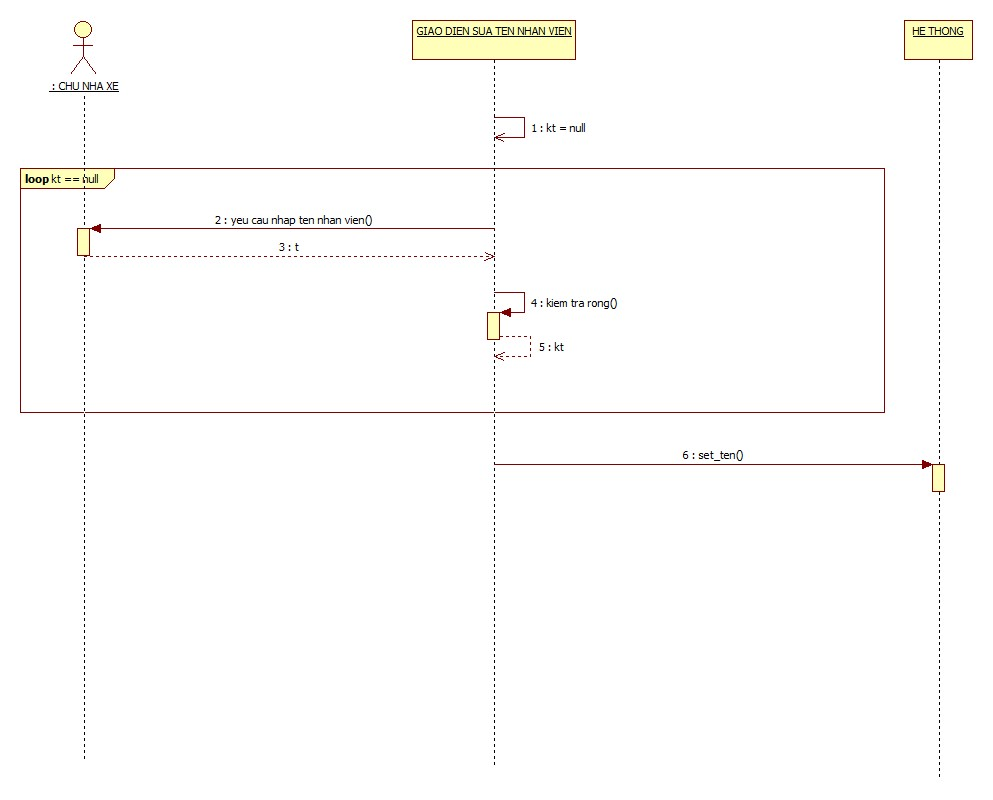 GIAO DIEN SUA TEN NHAN VIEN
HE THONG
: CHU NHA XE
1 : kt = null
loop kt == null
2 : yeu cau nhap ten nhan vien()
3 : t
4 : kiem tra rong()
5 : kt
6 : set_ten()